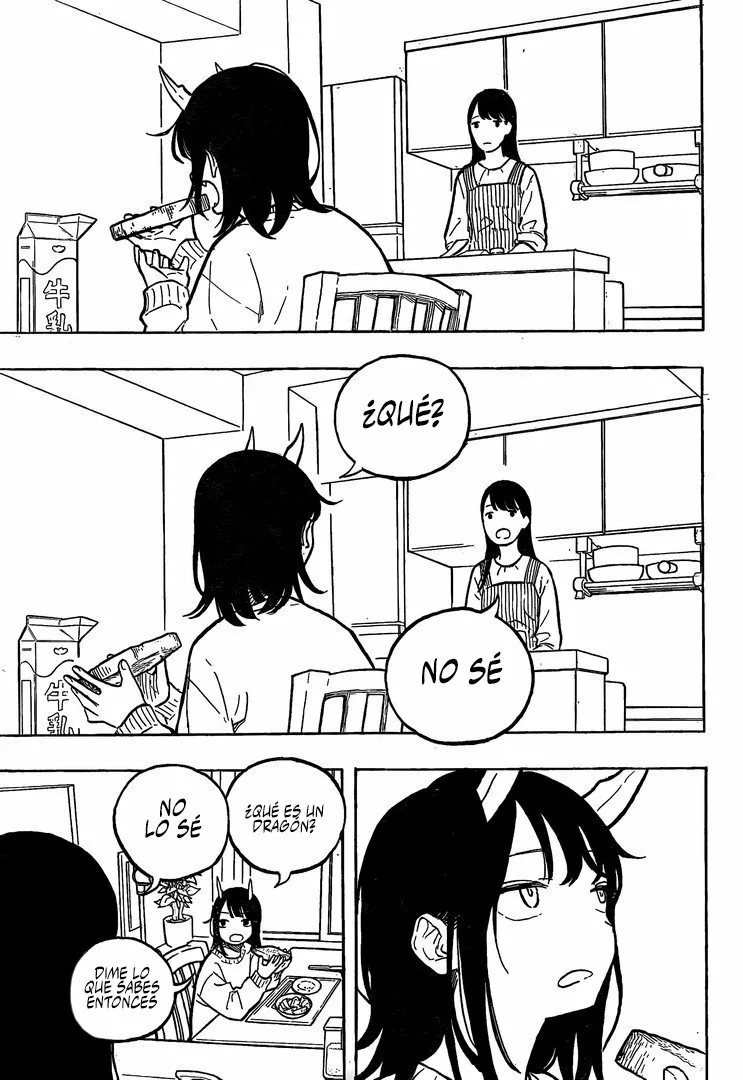 牛
乳
¿QUÉ?
NO SÉ
牛
乳
¿QUÉ ES UN
DRAGÓN?
NO
LO SÉ
DIME LO
QUE SABES
ENTONCES